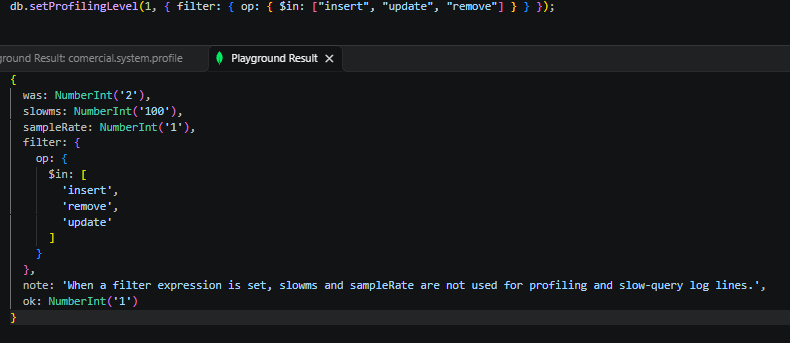 db.setProfilingLevel(1, { filter: { op: { $in: ["insert", "update", "remove"] } } });
ground Result: comercial.system.profile
Playground Result ×
{
  was: NumberInt('2'),
  slowms: NumberInt('100'),
  sampleRate: NumberInt('1'),
  filter: {
    op: {
      $in: [
        'insert',
        'remove',
        'update'
      ]
    }
  },
  note: 'When a filter expression is set, slowms and sampleRate are not used for profiling and slow-query log lines.',
  ok: NumberInt('1')
}